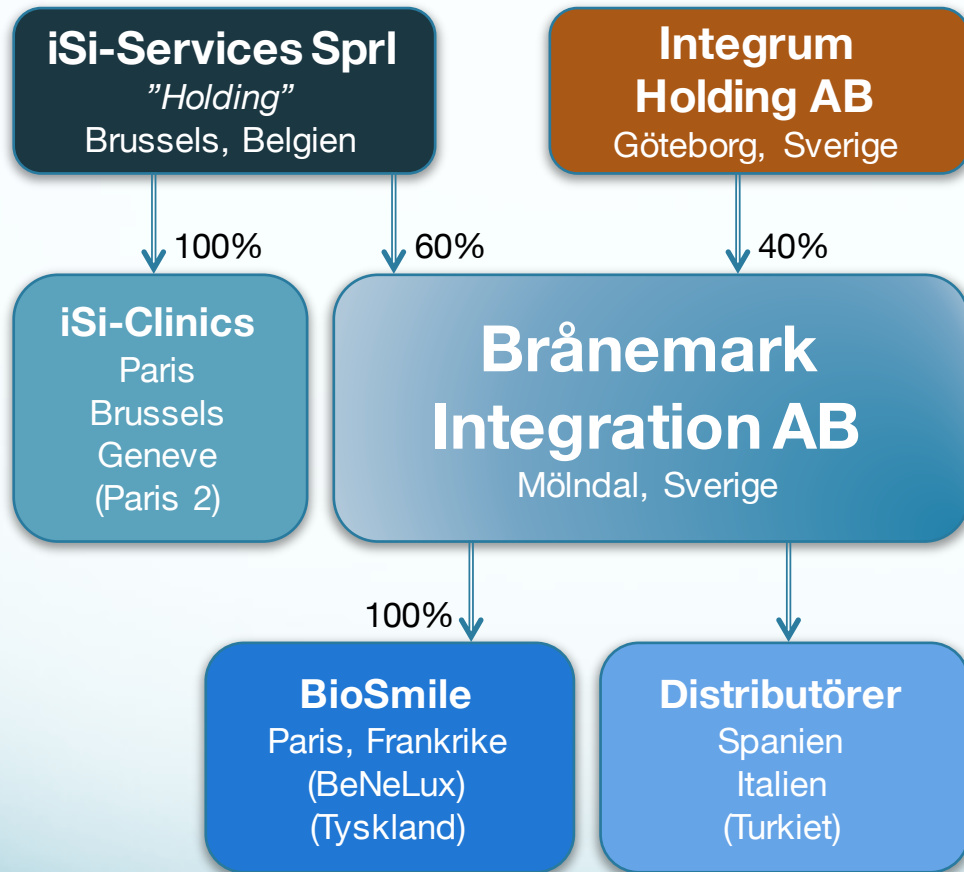 iSi-Services Sprl
”Holding”
Brussels, Belgien
Integrum
Holding AB
Göteborg, Sverige
100%
60%
40%
iSi-Clinics
Paris
Brussels
Geneve
(Paris 2)
Brånemark
Integration AB
Mölndal, Sverige
100%
BioSmile
Paris, Frankrike
(BeNeLux)
(Tyskland)
Distributörer
Spanien
Italien
(Turkiet)